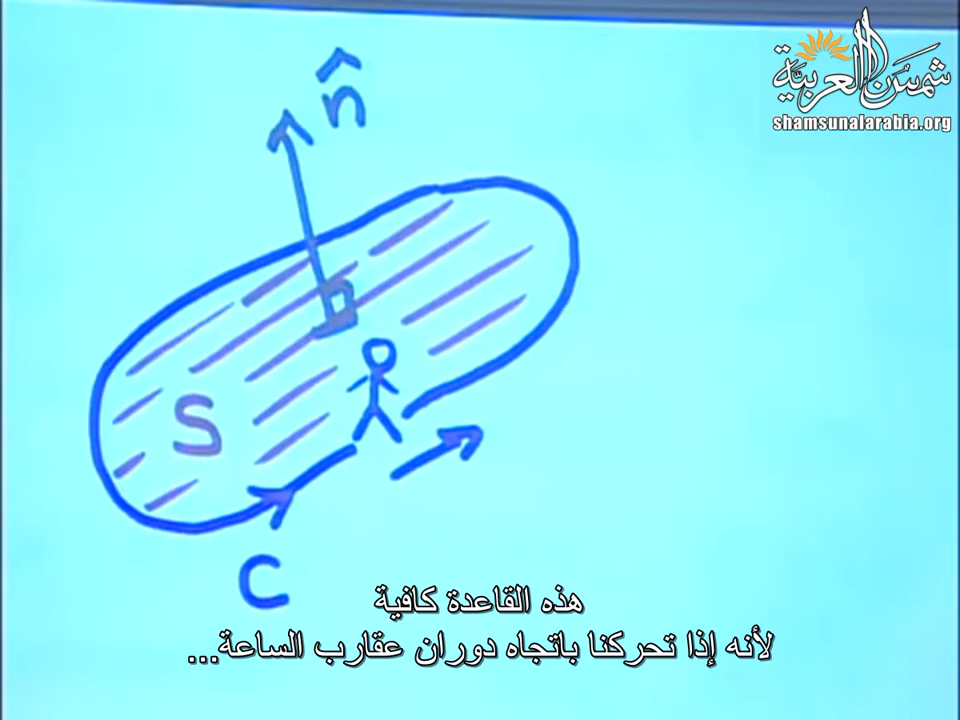 شمس العربية
shamsunalarabia.org
n̂
S
C
هذه القاعدة كافية
لأنه إذا تحركنا باتجاه دوران عقارب الساعة...